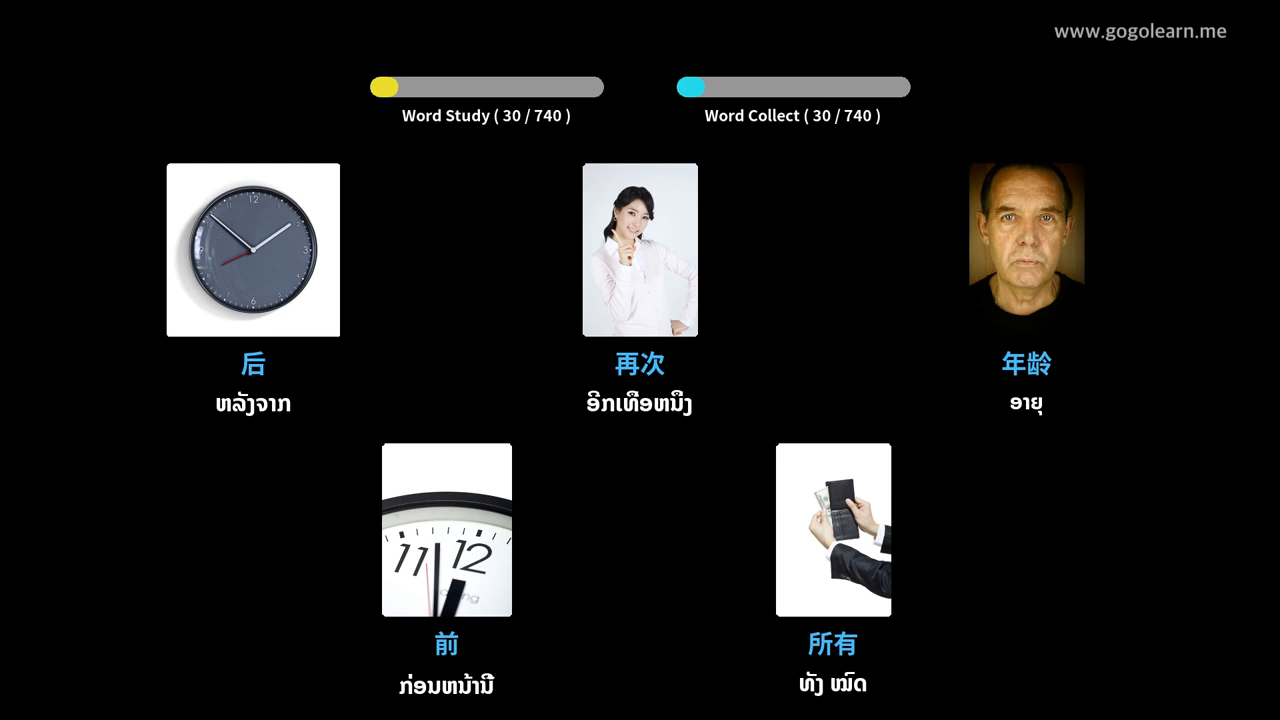 www.gogolearn.me
Word Study ( 30 / 740 )
Word Collect ( 30 / 740 )
后
再次
年龄
ຫລັງຈາກ
ອີກເທືອຫນຶ່ງ
ອາຍຸ
11 12
前
所有
ກ່ອນຫນ້ານີ້
ທັງ ໝົດ